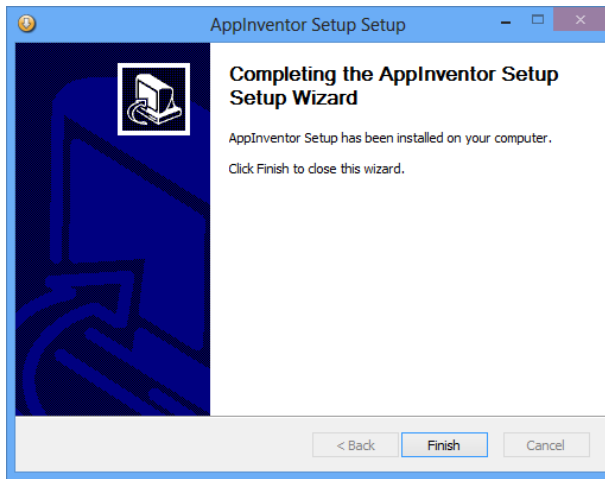 AppInventor Setup Setup
Completing the AppInventor Setup
Setup Wizard
AppInventor Setup has been installed on your computer.
Click Finish to close this wizard.
< Back
Finish
Cancel